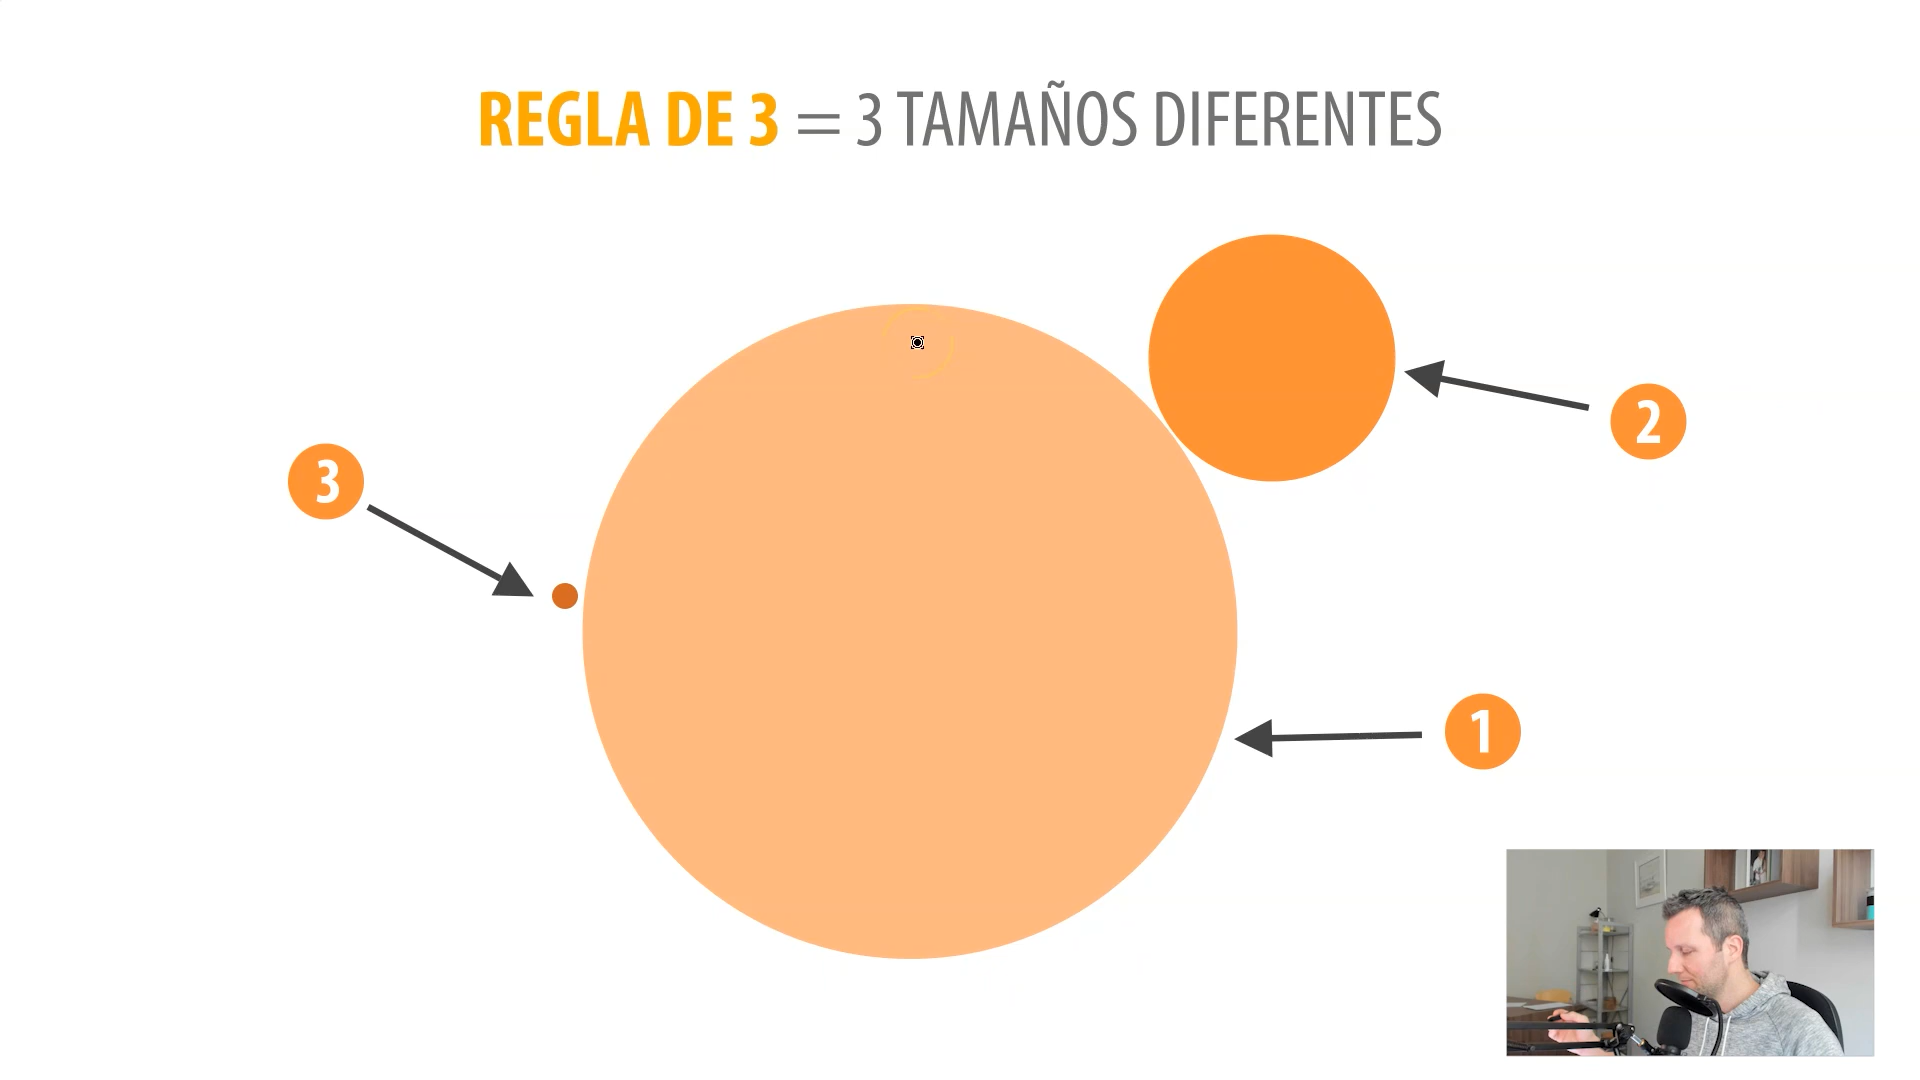 REGLA DE 3 = 3 TAMAÑOS DIFERENTES
2
3
1